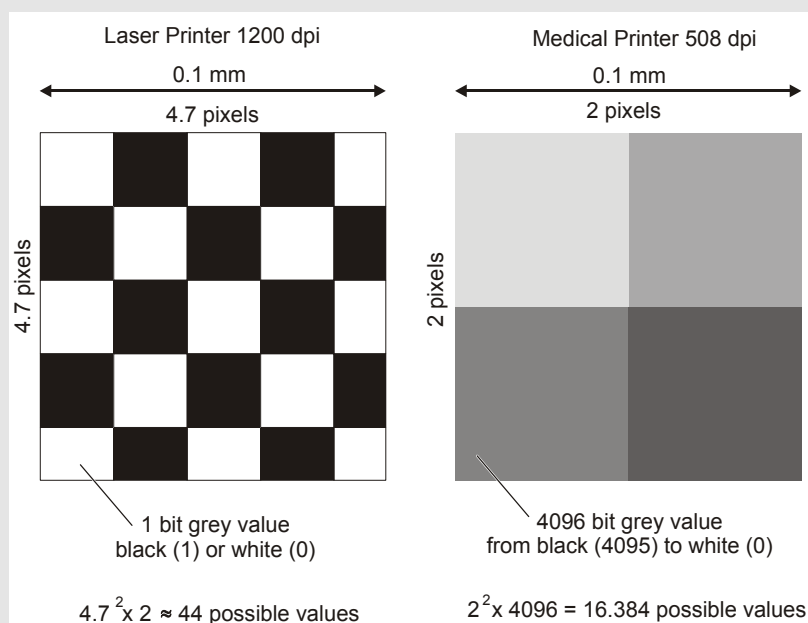 Laser Printer 1200 dpi
0.1 mm
4.7 pixels
4.7 pixels
1 bit grey value
black (1) or white (0)
4.7² x 2 ≈ 44 possible values
Medical Printer 508 dpi
0.1 mm
2 pixels
2 pixels
4096 bit grey value
from black (4095) to white (0)
2² x 4096 = 16.384 possible values